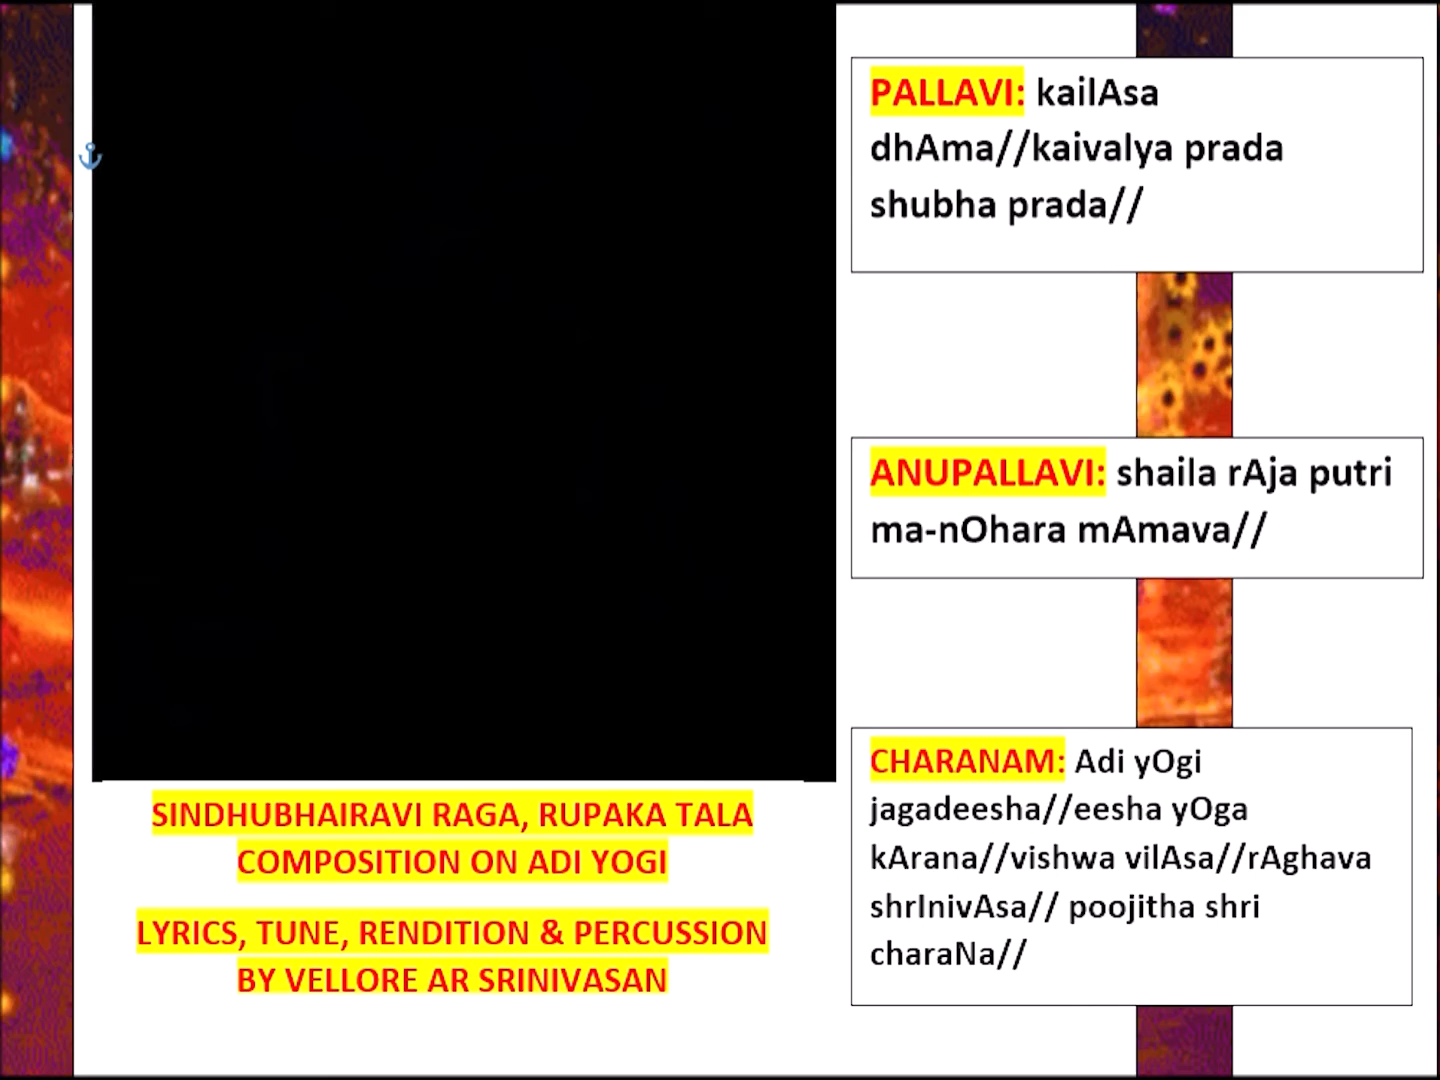 PALLAVI: kailAsa
dhAma//kaivalya prada
shubha prada//
ANUPALLAVI: shaila rAja putri
ma-nOhara mAmava//
CHARANAM: Adi yOgi
jagadeesha//eesha yOga
kArana//vishwa vilAsa//rAghava
shrInivAsa// poojitha shri
charaNa//
SINDHUBHAIRAVI RAGA, RUPAKA TALA
COMPOSITION ON ADI YOGI
LYRICS, TUNE, RENDITION & PERCUSSION
BY VELLORE AR SRINIVASAN